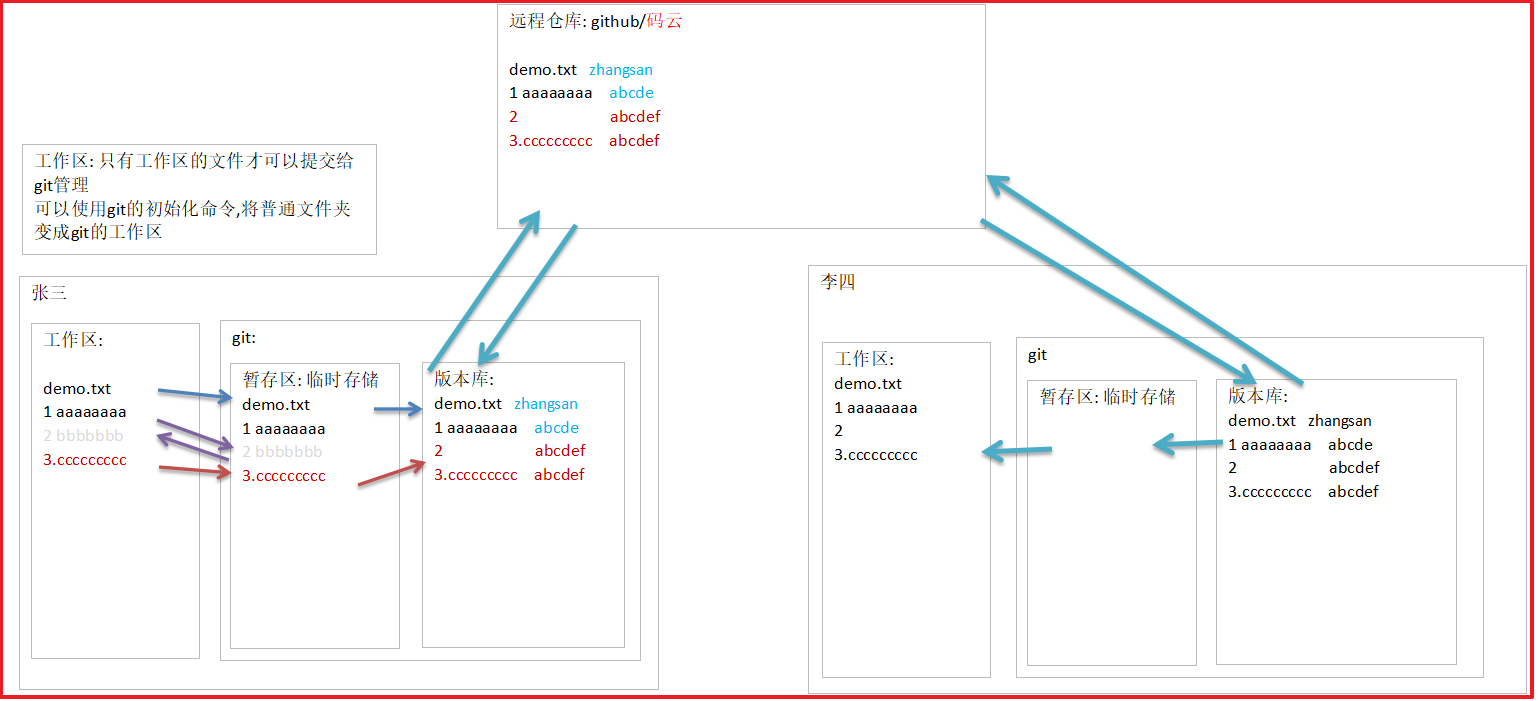 远程仓库: github/码云
demo.txt zhangsan
1 aaaaaaaa abcde
2 abcdef
3.ccccccccc abcdef
工作区: 只有工作区的文件才可以提交给
git管理
可以使用git的初始化命令,将普通文件夹
变成git的工作区
张三
工作区:
demo.txt
1 aaaaaaaa
2 bbbbbbb
3.ccccccccc
git:
暂存区: 临时存储
demo.txt
1 aaaaaaaa
2 bbbbbbb
3.ccccccccc
版本库:
demo.txt zhangsan
1 aaaaaaaa abcde
2 abcdef
3.ccccccccc abcdef
李四
工作区:
demo.txt
1 aaaaaaaa
2
3.ccccccccc
git
暂存区: 临时存储
版本库:
demo.txt zhangsan
1 aaaaaaaa abcde
2 abcdef
3.ccccccccc abcdef